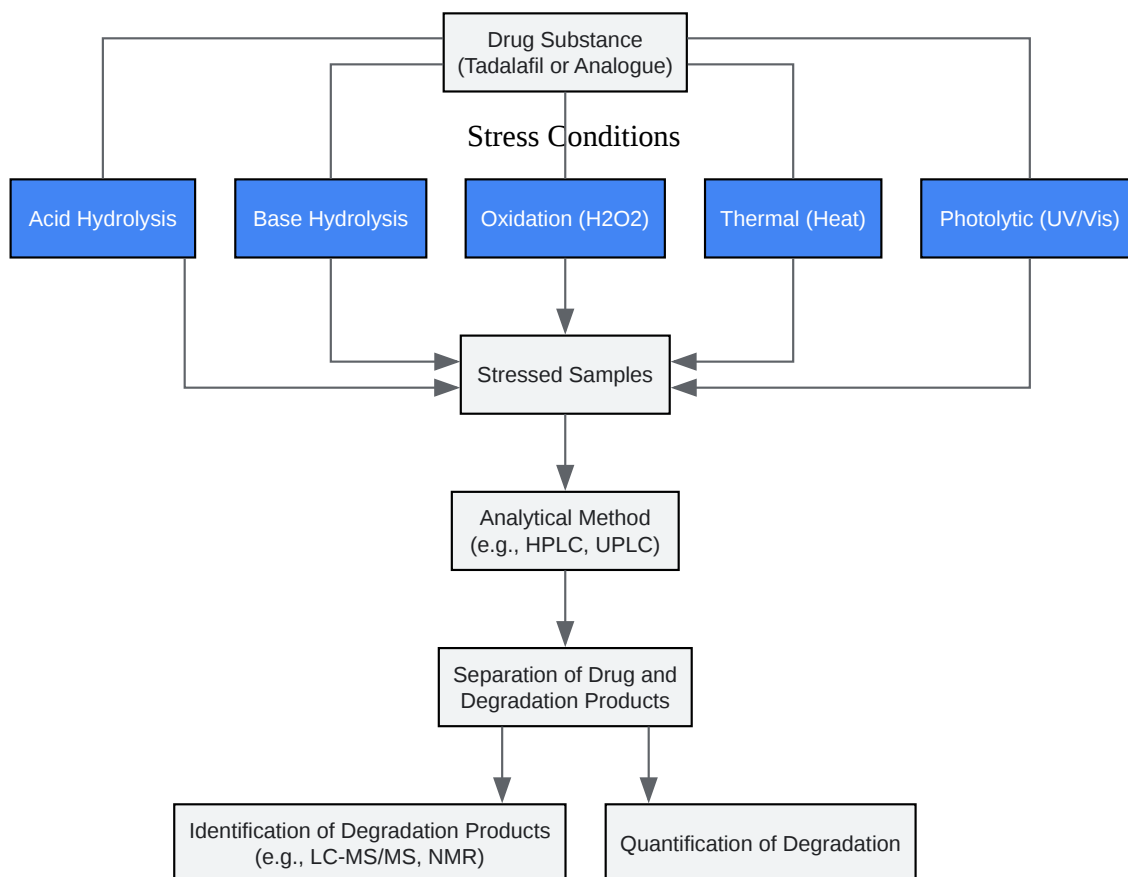 Drug Substance
(Tadalafil or Analogue)
Stress Conditions
Acid Hydrolysis
Base Hydrolysis
Oxidation (H2O2)
Thermal (Heat)
Photolytic (UV/Vis)
Stressed Samples
Analytical Method
(e.g., HPLC, UPLC)
Separation of Drug and
Degradation Products
Identification of Degradation Products
(e.g., LC-MS/MS, NMR)
Quantification of Degradation